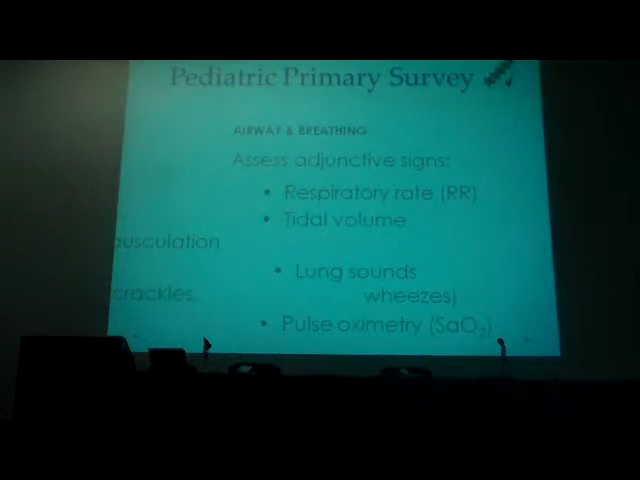 Pediatric Primary Survey
AIRWAY & BREATHING
Assess adjunctive signs:
• Respiratory rate (RR)
• Tidal volume
ausculation
• Lung sounds
crackles, wheezes)
• Pulse oximetry (SaO₂)